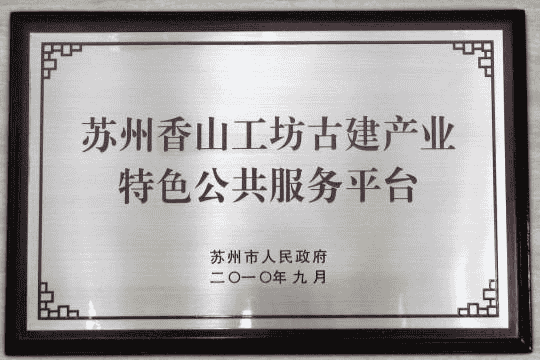 苏州香山工坊古建产业
特色公共服务平台
苏州市人民政府
二〇一〇年九月